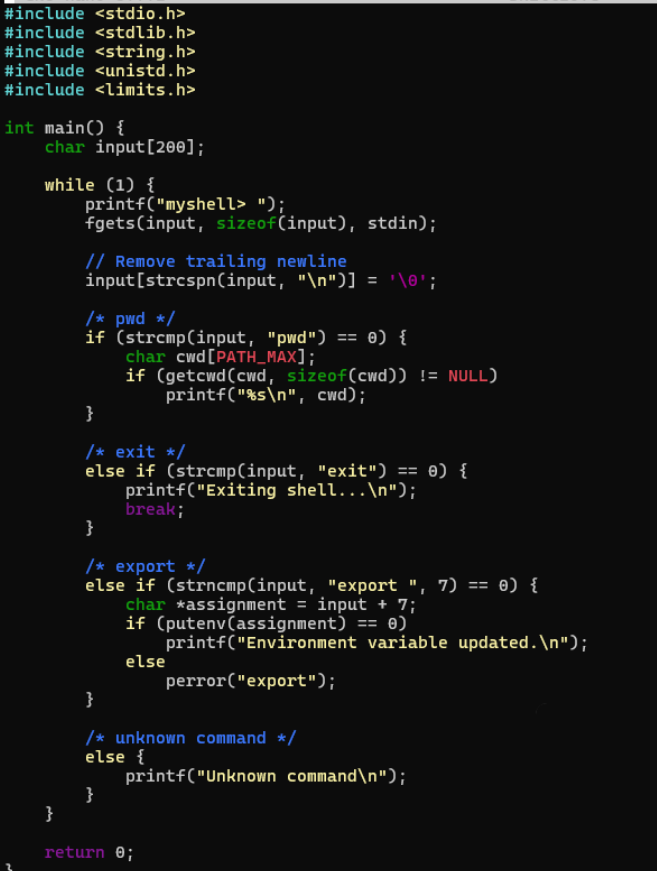 #include <stdio.h>
#include <stdlib.h>
#include <string.h>
#include <unistd.h>
#include <limits.h>

int main() {
    char input[200];

    while (1) {
        printf("myshell> ");
        fgets(input, sizeof(input), stdin);

        // Remove trailing newline
        input[strcspn(input, "\n")] = '\0';

        /* pwd */
        if (strcmp(input, "pwd") == 0) {
            char cwd[PATH_MAX];
            if (getcwd(cwd, sizeof(cwd)) != NULL)
                printf("%s\n", cwd);
        }

        /* exit */
        else if (strcmp(input, "exit") == 0) {
            printf("Exiting shell...\n");
            break;
        }

        /* export */
        else if (strncmp(input, "export ", 7) == 0) {
            char *assignment = input + 7;
            if (putenv(assignment) == 0)
                printf("Environment variable updated.\n");
            else
                perror("export");
        }

        /* unknown command */
        else {
            printf("Unknown command\n");
        }
    }

    return 0;
}